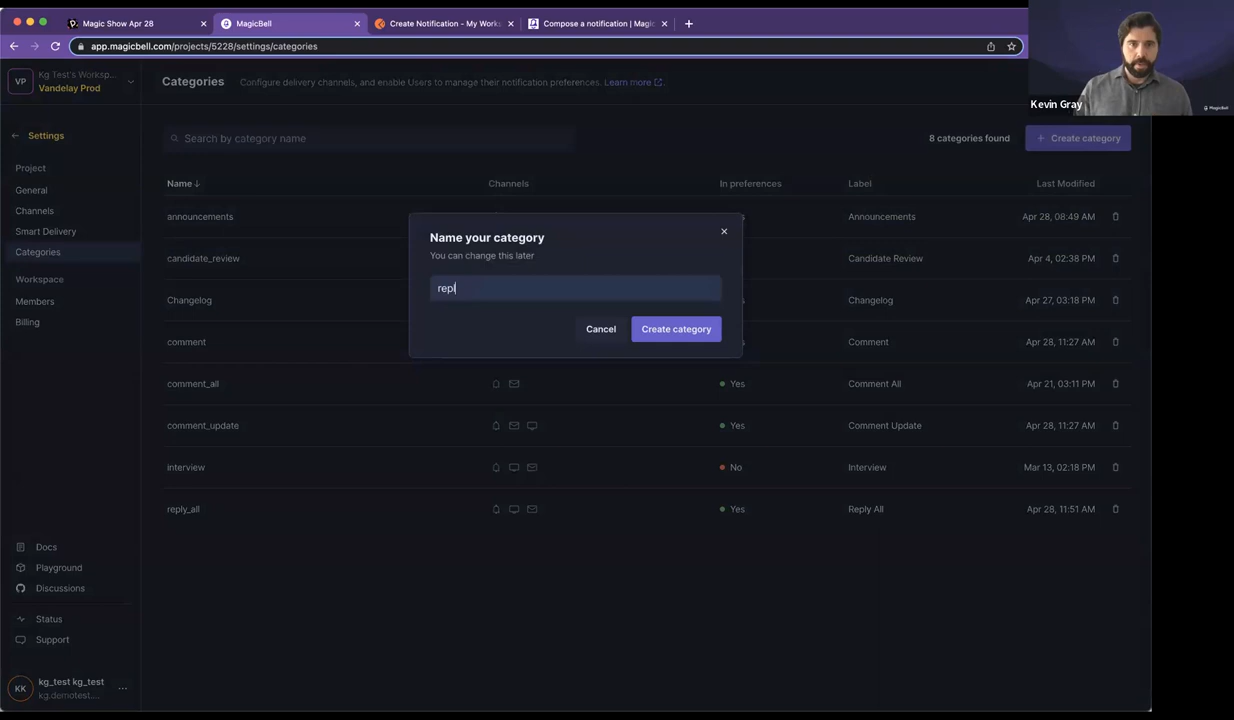 Magic Show Apr 28
MagicBell
Create Notification - My Works
Compose a notification | Magic
app.magicbell.com/projects/5228/settings/categories
VP
Kg Test's Worksp...
Vandelay Prod
Categories
Configure delivery channels, and enable Users to manage their notification preferences. Learn more
Kevin Gray
MagicBell
Settings
Project
General
Channels
Smart Delivery
Categories
Workspace
Members
Billing
Search by category name
8 categories found
+ Create category
Name ↓ Channels In preferences Label Last Modified
announcements Announcements Apr 28, 08:49 AM
candidate_review Candidate Review Apr 4, 02:38 PM
Changelog Changelog Apr 27, 03:18 PM
comment Comment Apr 28, 11:27 AM
comment_all Yes Comment All Apr 21, 03:11 PM
comment_update Yes Comment Update Apr 28, 11:27 AM
interview No Interview Mar 13, 02:18 PM
reply_all Yes Reply All Apr 28, 11:51 AM
Name your category
You can change this later
repl
Cancel
Create category
Docs
Playground
Discussions
Status
Support
KK
kg_test kg_test
kg.demotest....